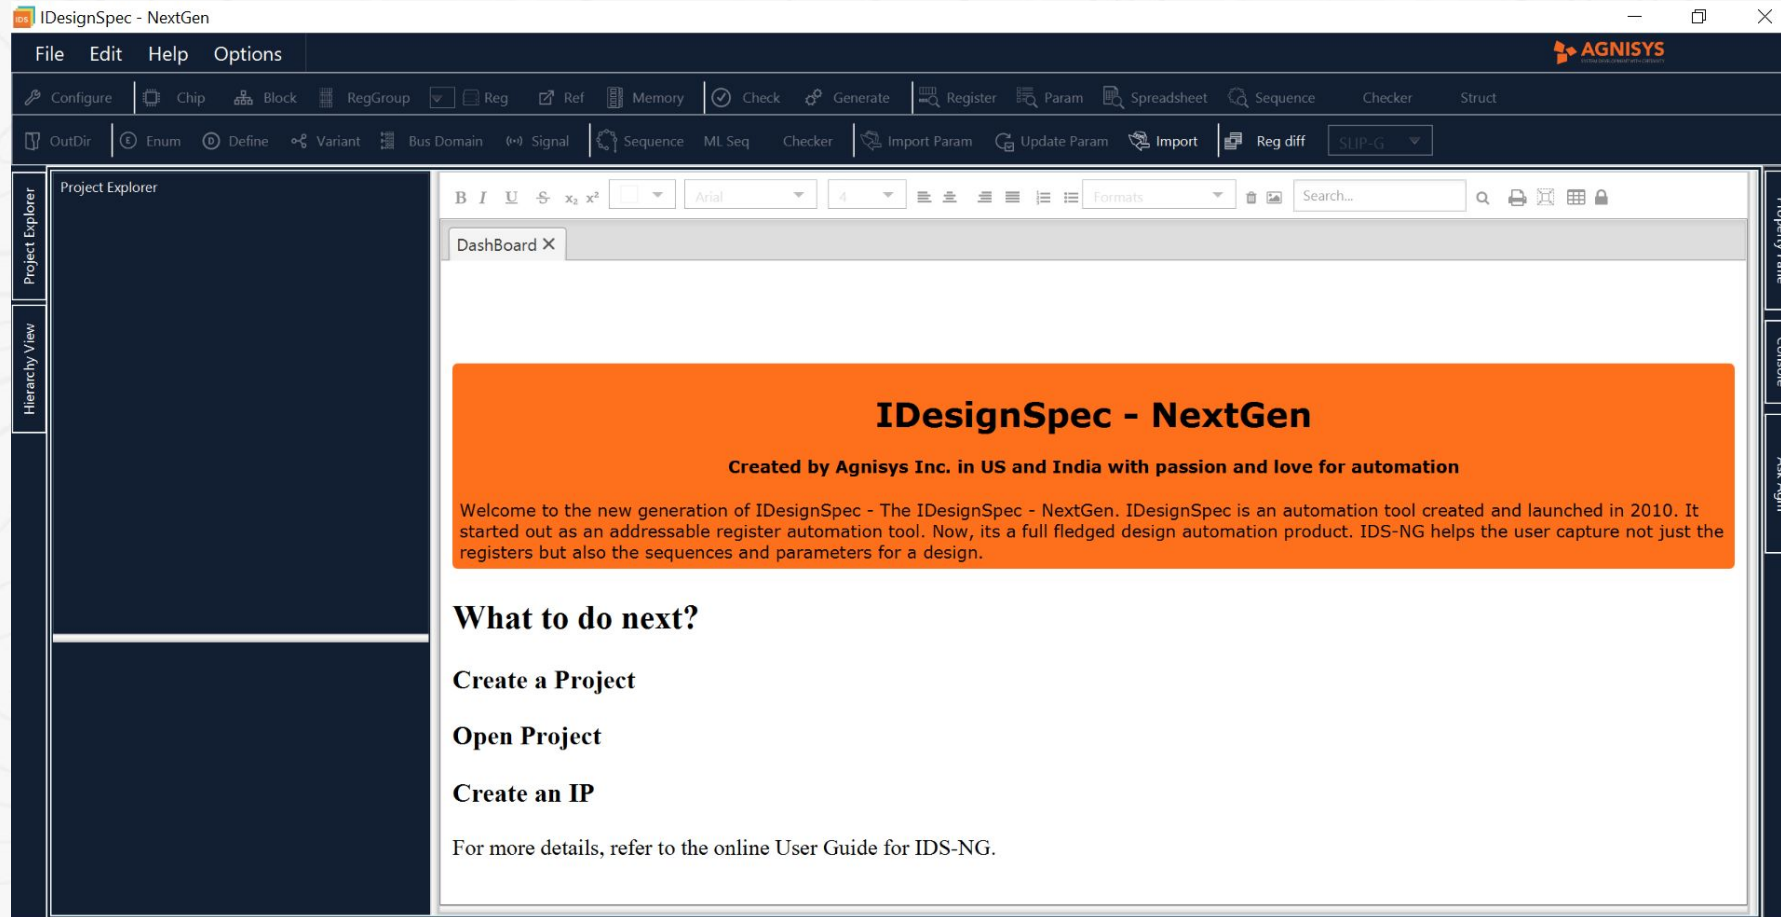 IDS IDesignSpec - NextGen
File Edit Help Options
AGNISYS
Configure Chip Block RegGroup Reg Ref Memory Check Generate Register Param Spreadsheet Sequence Checker Struct
OutDir E Enum D Define Variant Bus Domain Signal Sequence ML Seq Checker Import Param Update Param Import Reg diff SLIP-G
Project Explorer
Hierarchy View
Project Explorer
B I U S x₂ x² Arial 4 Formats Search...
DashBoard
IDesignSpec - NextGen
Created by Agnisys Inc. in US and India with passion and love for automation
Welcome to the new generation of IDesignSpec - The IDesignSpec - NextGen. IDesignSpec is an automation tool created and launched in 2010. It
started out as an addressable register automation tool. Now, its a full fledged design automation product. IDS-NG helps the user capture not just the
registers but also the sequences and parameters for a design.
What to do next?
Create a Project
Open Project
Create an IP
For more details, refer to the online User Guide for IDS-NG.